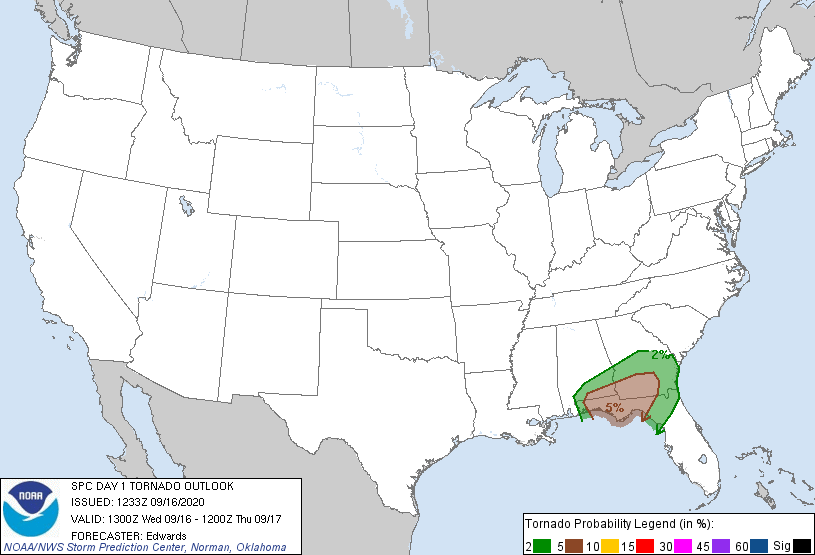 2%
5%
NOAA
SPC DAY 1 TORNADO OUTLOOK
ISSUED: 1233Z 09/16/2020
VALID: 1300Z Wed 09/16 - 1200Z Thu 09/17
FORECASTER: Edwards
NOAA/NWS Storm Prediction Center, Norman, Oklahoma
Tornado Probability Legend (in %):
2 5 10 15 30 45 60 Sig